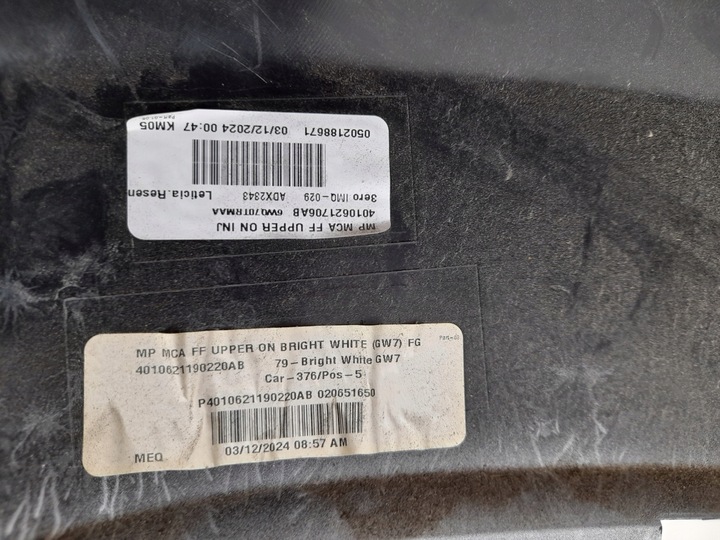 MP MCA FF UPPER ON INJ
4010621706AB 6WQ70TRMAA
3ero IMQ-029 ADX2343 Leticia.Resen
0502188671 03/12/2024 00:47 KM05
MP MCA FF UPPER ON BRIGHT WHITE (GW7) FG
4010621190220AB 79-Bright White GW7
Car-376/Pos-5
P4010621190220AB 020651650
MEQ 03/12/2024 08:57 AM